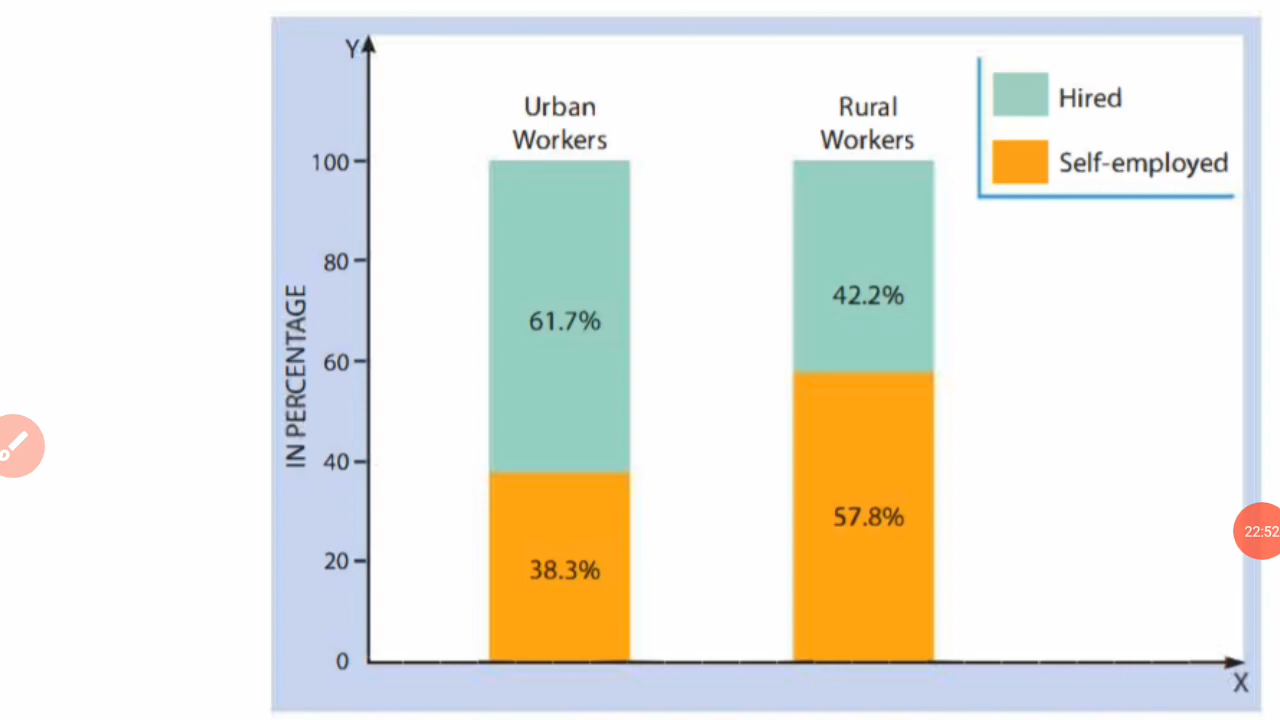 Y
Urban
Workers
Rural
Workers
Hired
Self-employed
100
80
60
40
20
0
IN PERCENTAGE
61.7%
38.3%
42.2%
57.8%
X
22:52